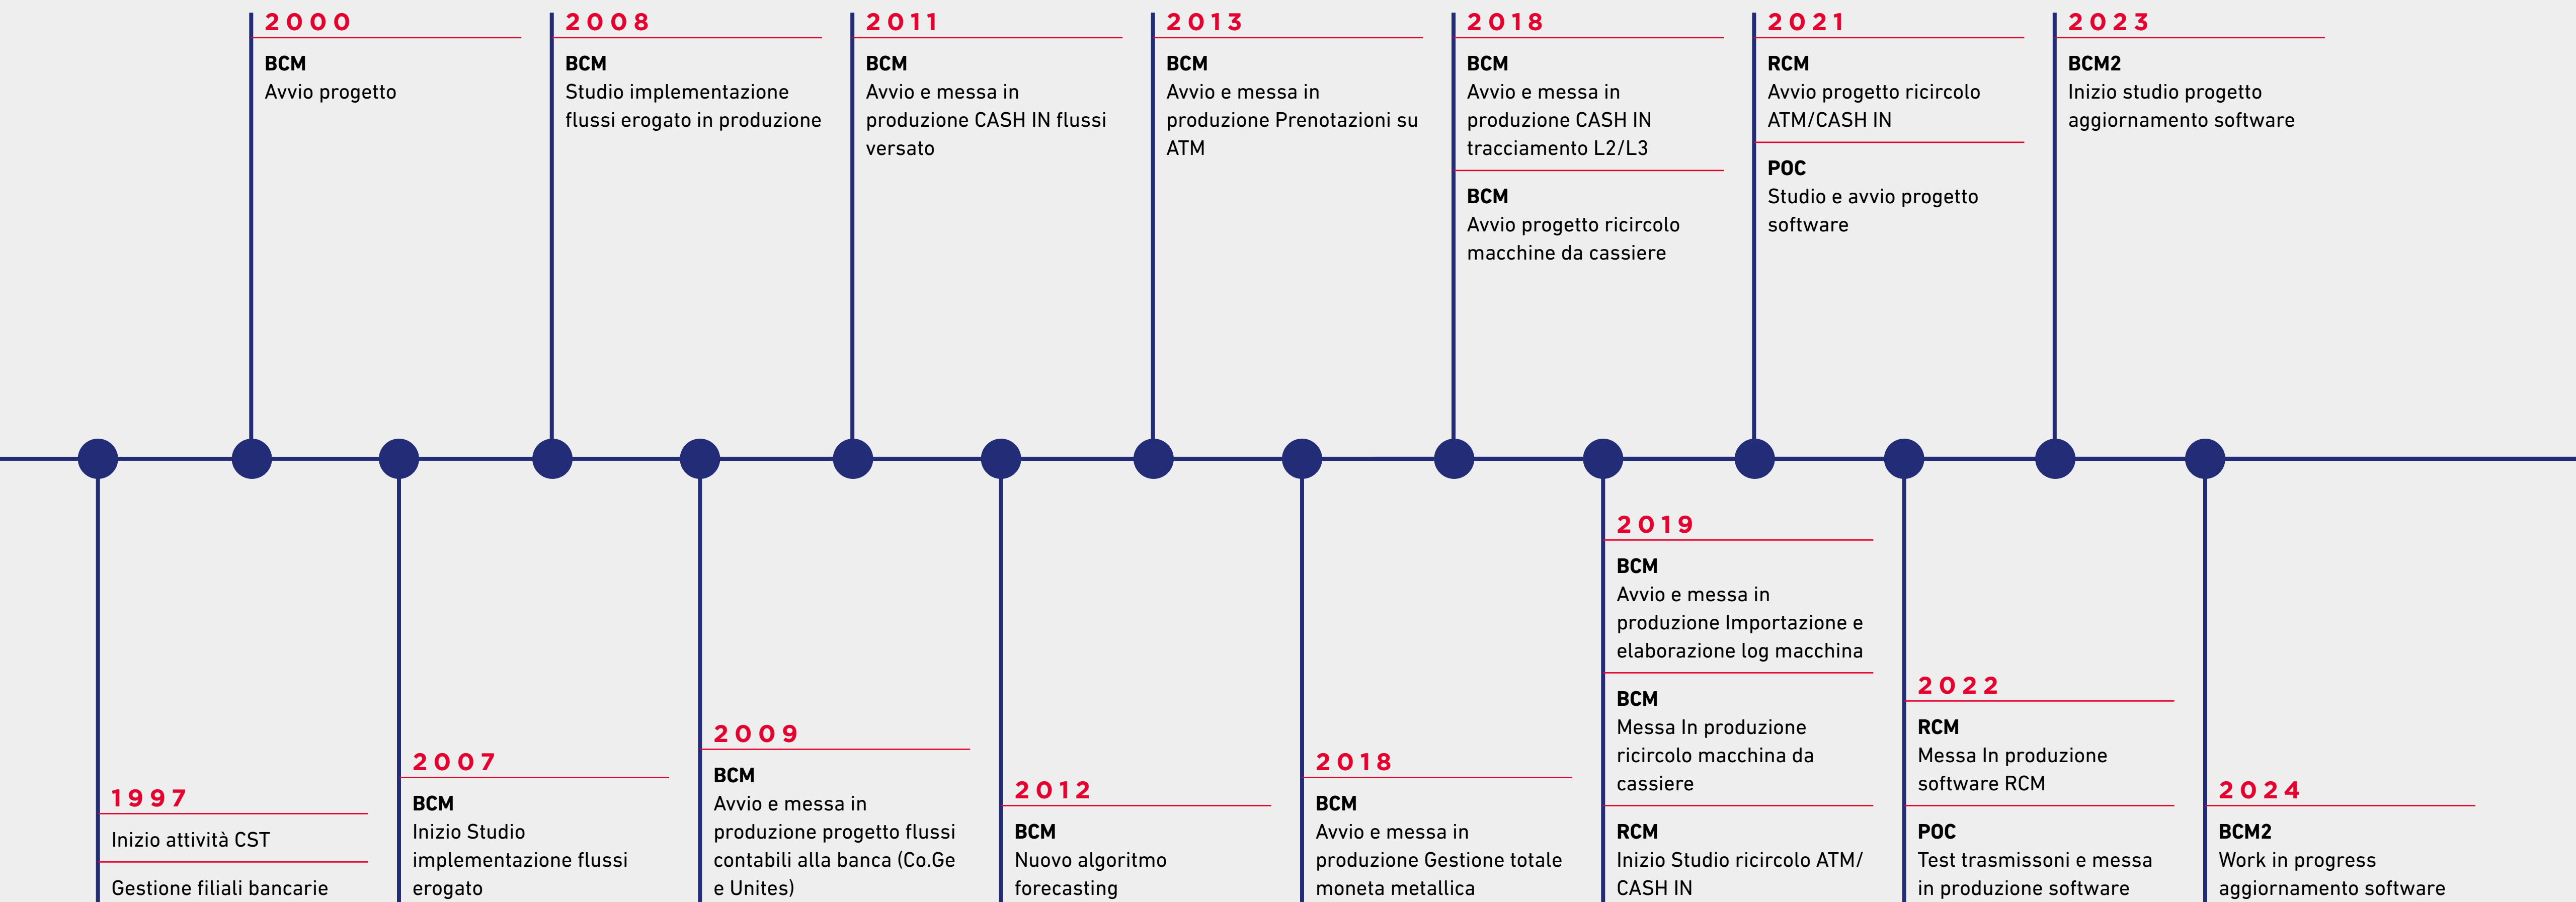 2000
BCM
Avvio progetto
2008
BCM
Studio implementazione
flussi erogato in produzione
2011
BCM
Avvio e messa in
produzione CASH IN flussi
versato
2013
BCM
Avvio e messa in
produzione Prenotazioni su
ATM
2018
BCM
Avvio e messa in
produzione CASH IN
tracciamento L2/L3
BCM
Avvio progetto ricircolo
macchine da cassiere
2021
RCM
Avvio progetto ricircolo
ATM/CASH IN
POC
Studio e avvio progetto
software
2023
BCM2
Inizio studio progetto
aggiornamento software
1997
Inizio attività CST
Gestione filiali bancarie
2007
BCM
Inizio Studio
implementazione flussi
erogato
2009
BCM
Avvio e messa in
produzione progetto flussi
contabili alla banca (Co.Ge
e Unites)
2012
BCM
Nuovo algoritmo
forecasting
2018
BCM
Avvio e messa in
produzione Gestione totale
moneta metallica
2019
BCM
Avvio e messa in
produzione Importazione e
elaborazione log macchina
BCM
Messa In produzione
ricircolo macchina da
cassiere
RCM
Inizio Studio ricircolo ATM/
CASH IN
2022
RCM
Messa In produzione
software RCM
POC
Test trasmissoni e messa
in produzione software
2024
BCM2
Work in progress
aggiornamento software